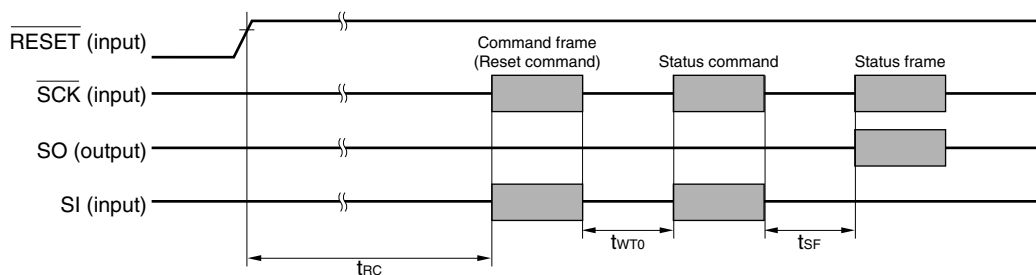 RESET (input)
Command frame
(Reset command)
Status command
Status frame
SCK (input)
SO (output)
SI (input)
tWT0
tSF
tRC